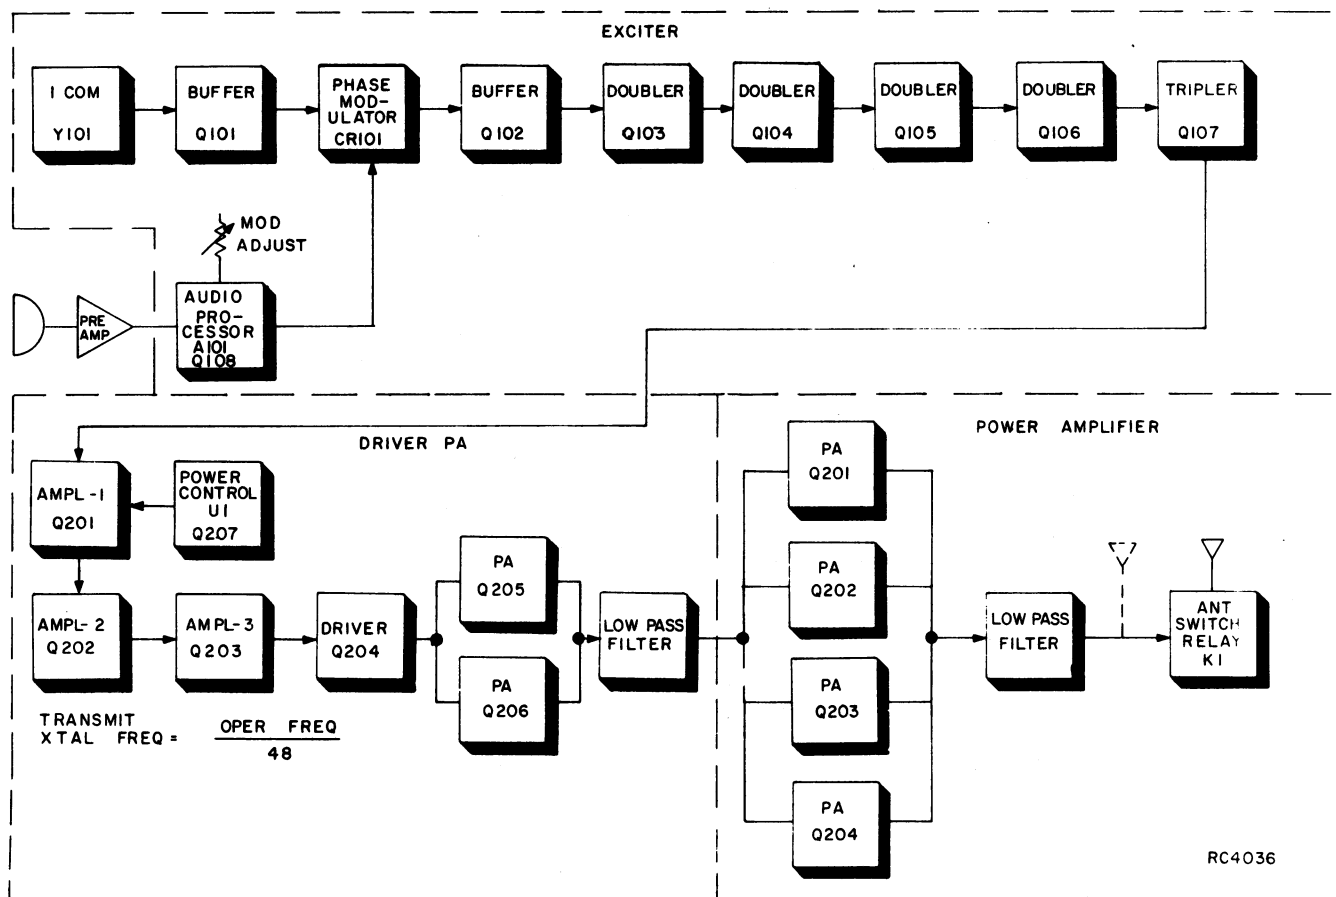 EXCITER
1 COM
Y101
BUFFER
Q101
PHASE
MOD-
ULATOR
CR101
BUFFER
Q102
DOUBLER
Q103
DOUBLER
Q104
DOUBLER
Q105
DOUBLER
Q106
TRIPLER
Q107
MOD
ADJUST
PRE
AMP
AUDIO
PRO-
CESSOR
A101
Q108
DRIVER PA
POWER AMPLIFIER
AMPL-1
Q201
POWER
CONTROL
U1
Q207
AMPL-2
Q202
AMPL-3
Q203
DRIVER
Q204
PA
Q205
PA
Q206
LOW PASS
FILTER
PA
Q201
PA
Q202
PA
Q203
PA
Q204
LOW PASS
FILTER
ANT
SWITCH
RELAY
K1
TRANSMIT
XTAL FREQ = OPER FREQ
48
RC4036